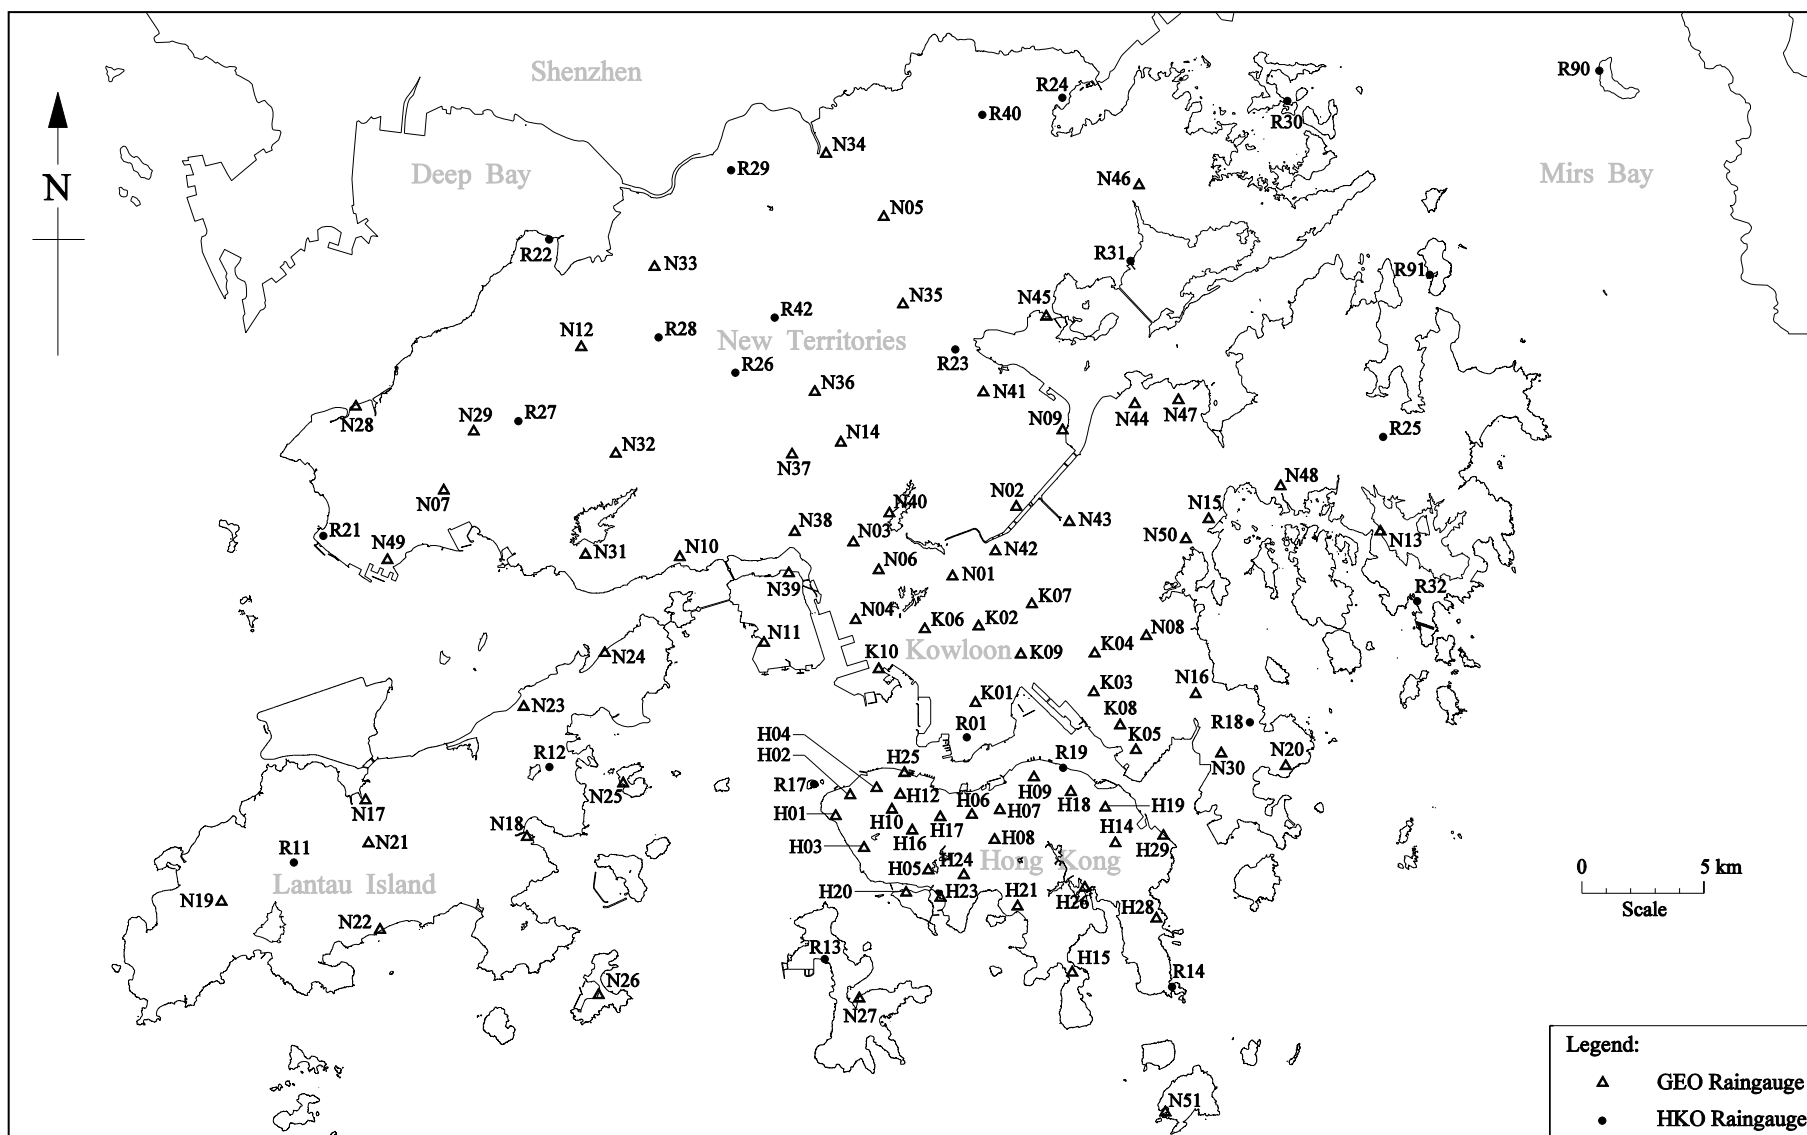 Shenzhen
R90
R24
R40
R30
N34
Deep Bay
R29
Mirs Bay
N
N46
N05
R22
R31
N33
R91
N35
N45
R42
N12
R28
New Territories
R23
R26
N36
N41
N28
N29
R27
N09
N44
N47
N14
R25
N32
N37
N48
N07
N40
N02
N15
R21
N38
N03
N43
N50
N13
N49
N31
N10
N06
N42
N39
N01
R32
K07
N04
K06
K02
N11
Kowloon
K09
K04
N08
N24
K10
K03
N16
N23
K01
K08
R18
H04
R01
K05
R12
H02
H25
R19
N20
N30
N25
R17
H12
H06
H09
H18
H19
N17
H01
H10
H07
N18
H17
H14
N21
H03
H16
H08
H29
R11
H24
Hong Kong
0
5 km
H05
Lantau Island
N19
H20
H23
H21
H26
H28
Scale
N22
R13
H15
R14
N26
N27
Legend:
GEO Raingauge
N51
HKO Raingauge